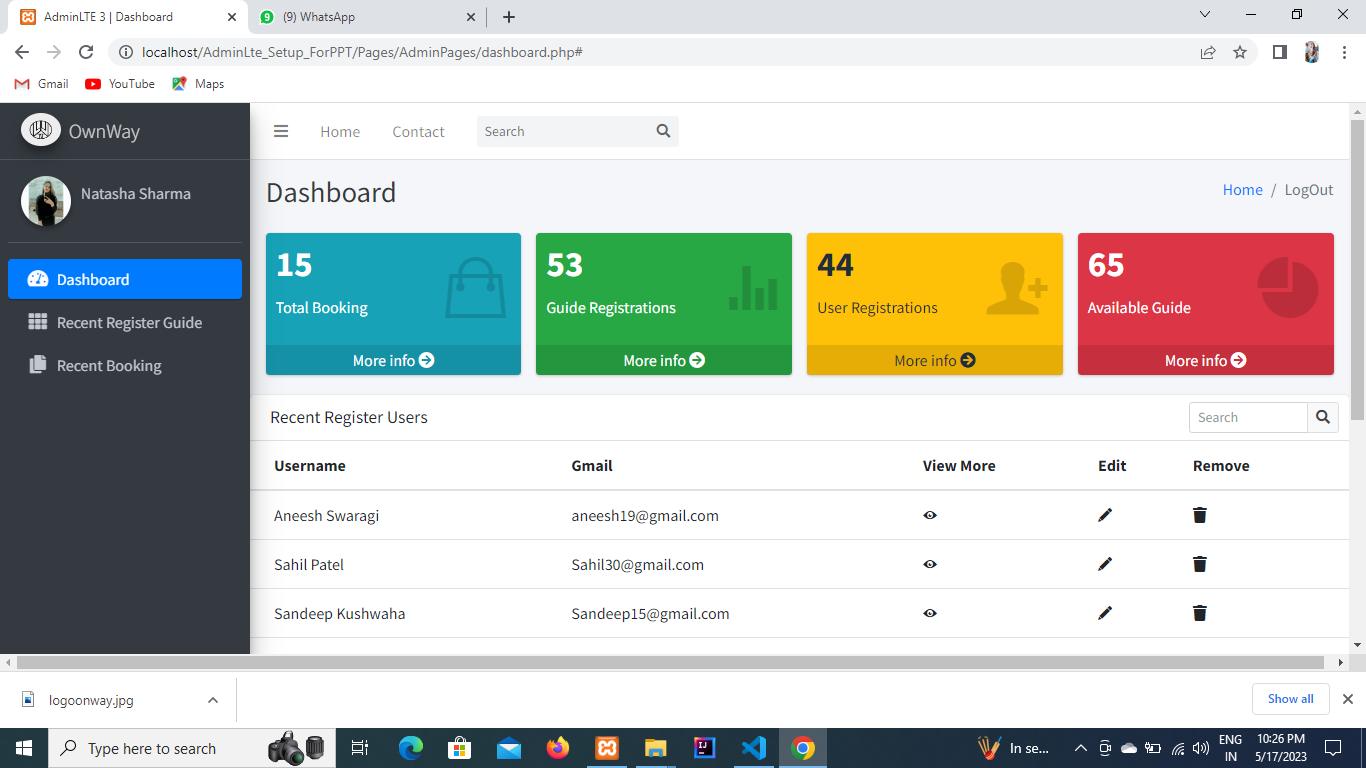 AdminLTE 3 | Dashboard
(9) WhatsApp
localhost/AdminLte_Setup_ForPPT/Pages/AdminPages/dashboard.php#
Gmail YouTube Maps
OwnWay
Home Contact Search
Natasha Sharma
Dashboard
Home / LogOut
Dashboard
Recent Register Guide
Recent Booking
15
Total Booking
More info
53
Guide Registrations
More info
44
User Registrations
More info
65
Available Guide
More info
Recent Register Users Search
Username Gmail View More Edit Remove
Aneesh Swaragi aneesh19@gmail.com
Sahil Patel Sahil30@gmail.com
Sandeep Kushwaha Sandeep15@gmail.com
logoonway.jpg Show all
Type here to search
In se...
ENG
IN
10:26 PM
5/17/2023